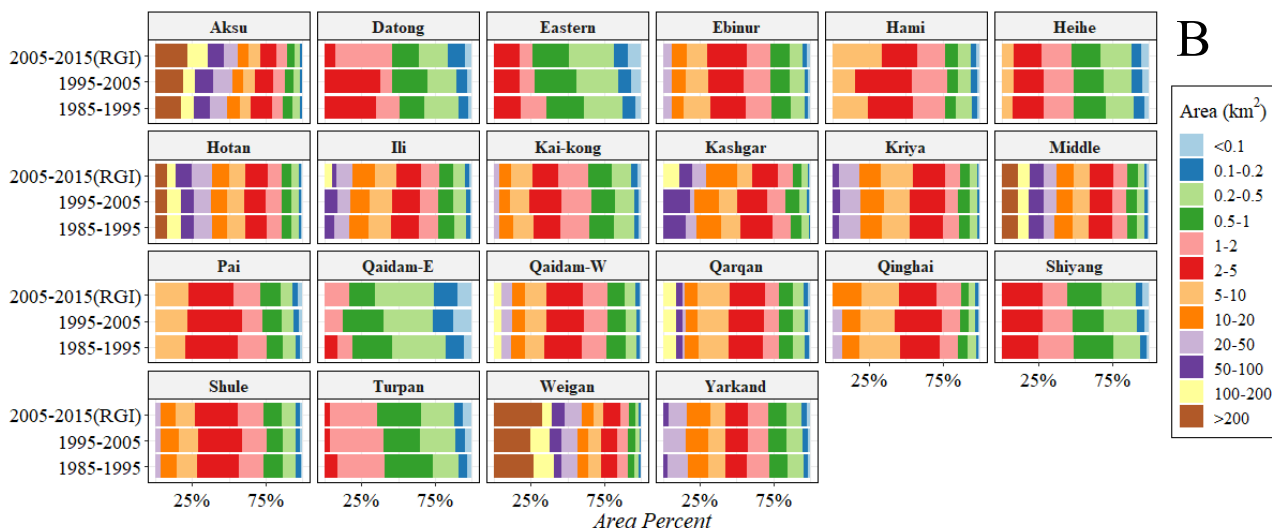 Aksu Datong Eastern Ebinur Hami Heihe B
2005-2015(RGI)
1995-2005
1985-1995
Area (km²)
<0.1
0.1-0.2
0.2-0.5
0.5-1
1-2
2-5
5-10
10-20
20-50
50-100
100-200
>200
Hotan Ili Kai-kong Kashgar Kriya Middle
2005-2015(RGI)
1995-2005
1985-1995
Pai Qaidam-E Qaidam-W Qarqan Qinghai Shiyang
2005-2015(RGI)
1995-2005
1985-1995
25% 75% 25% 75%
Shule Turpan Weigan Yarkand
2005-2015(RGI)
1995-2005
1985-1995
25% 75% 25% 75% 25% 75% 25% 75%
Area Percent